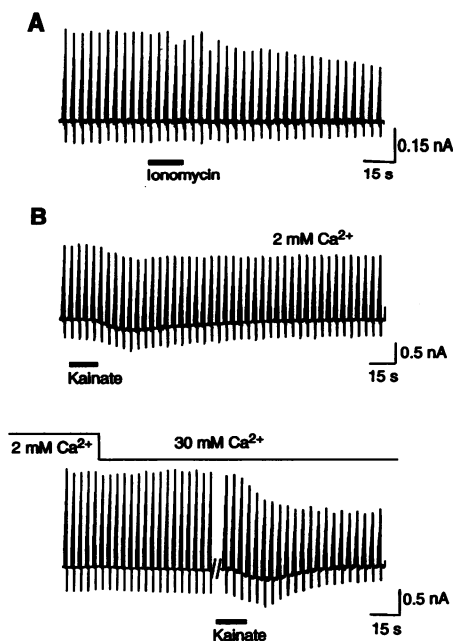 A
0.15 nA
Ionomycin
15 s
B
2 mM Ca²⁺
0.5 nA
Kainate
15 s
2 mM Ca²⁺ 30 mM Ca²⁺
//
0.5 nA
15 s
Kainate